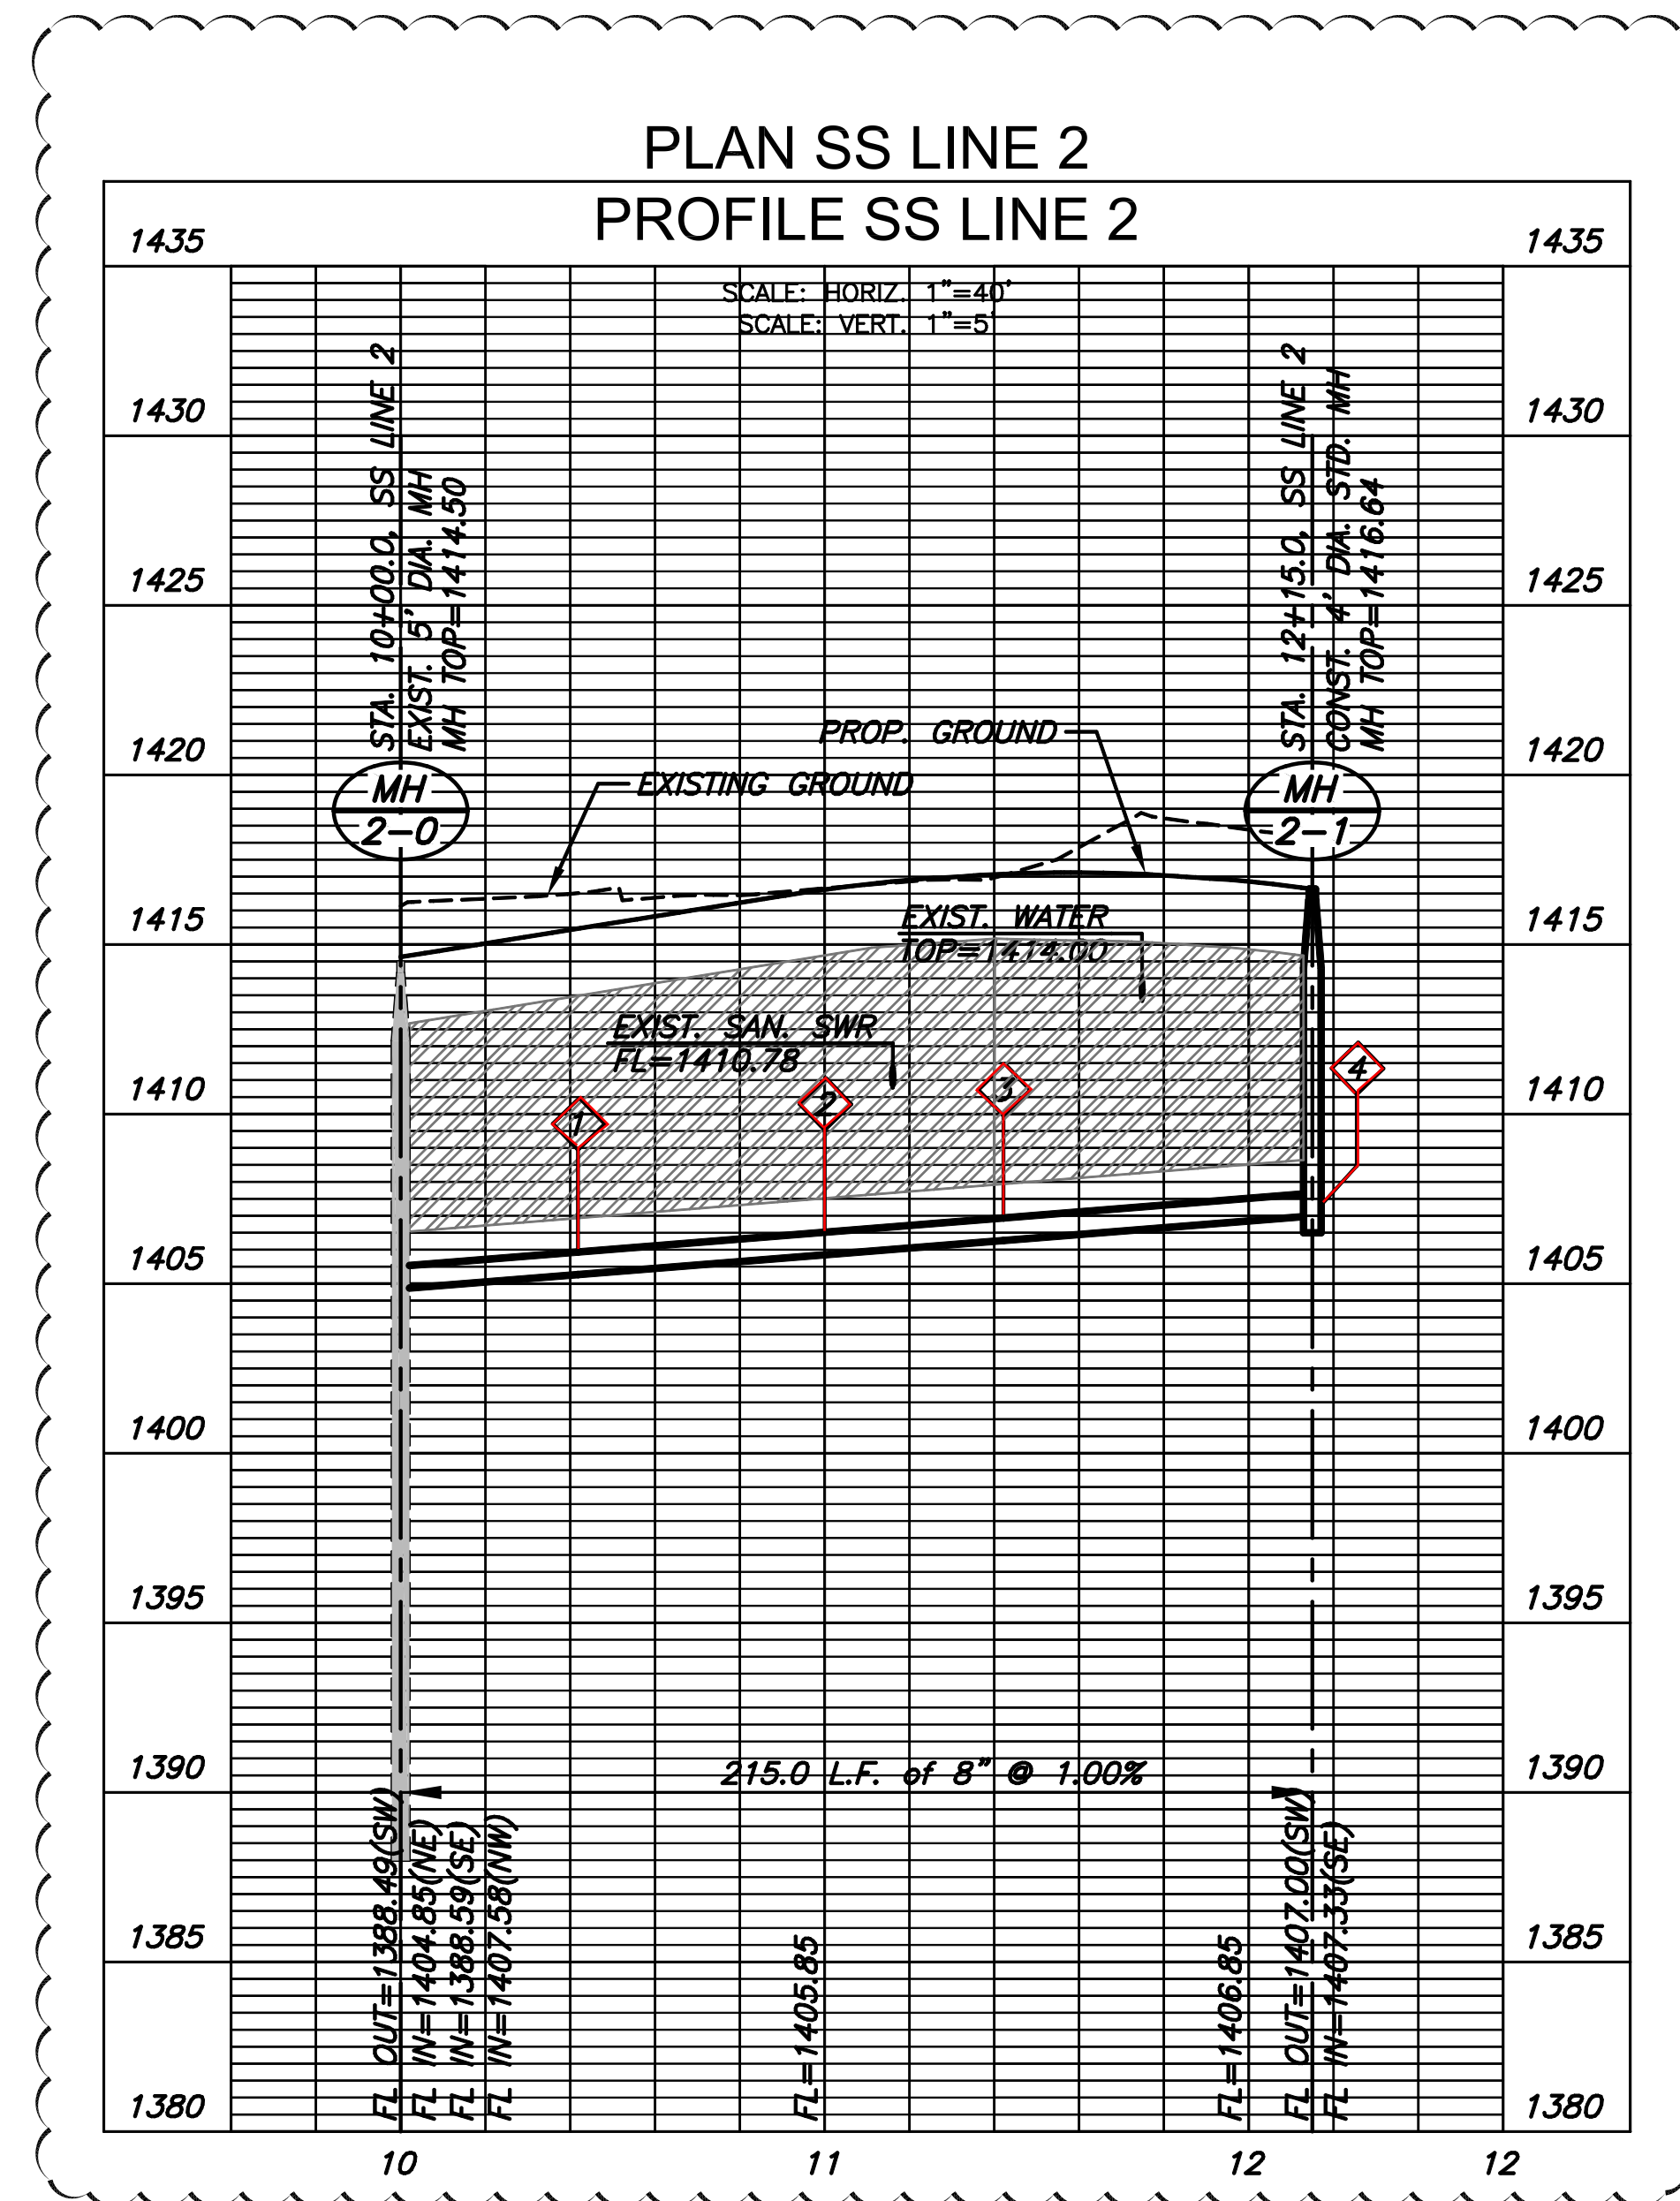 PLAN SS LINE 2
PROFILE SS LINE 2
SCALE: HORIZ. 1"=40'
SCALE: VERT. 1"=5'
1435
1435
1430
1430
1425
1425
1420
1420
1415
1415
1410
1410
1405
1405
1400
1400
1395
1395
1390
1390
1385
1385
1380
1380
STA. 10+00.0, SS LINE 2
EXIST. 5' DIA. MH
MH TOP=1414.50
STA. 12+15.0, SS LINE 2
CONST. 4' DIA. STD. MH
MH TOP=1416.64
MH
2-0
MH
2-1
PROP. GROUND
EXISTING GROUND
EXIST. WATER
TOP=1414.00
EXIST. SAN. SWR
FL=1410.78
1
2
3
4
215.0 L.F. of 8" @ 1.00%
FL OUT=1388.49(SW)
FL IN=1404.85(NE)
FL IN=1388.59(SE)
FL IN=1407.58(NW)
FL=1405.85
FL=1406.85
FL OUT=1407.00(SW)
FL IN=1407.33(SE)
10
11
12
12